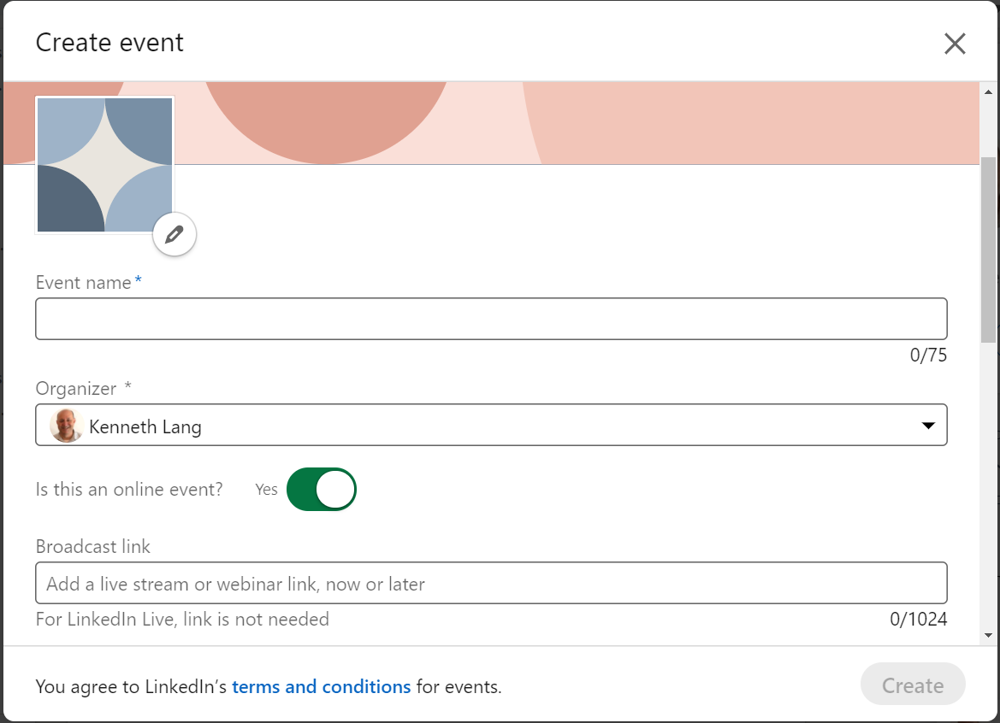 Create event
Event name*
0/75
Organizer *
Kenneth Lang
Is this an online event? Yes
Broadcast link
Add a live stream or webinar link, now or later
For LinkedIn Live, link is not needed 0/1024
You agree to LinkedIn’s terms and conditions for events. Create